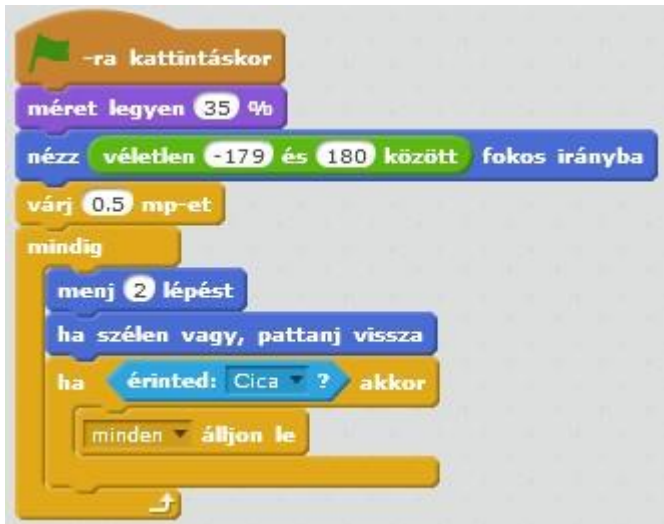 -ra kattintáskor
méret legyen 35 %
nézz véletlen -179 és 180 között fokos irányba
várj 0.5 mp-et
mindig
menj 2 lépést
ha szélen vagy, pattanj vissza
ha érinted: Cica ? akkor
minden álljon le